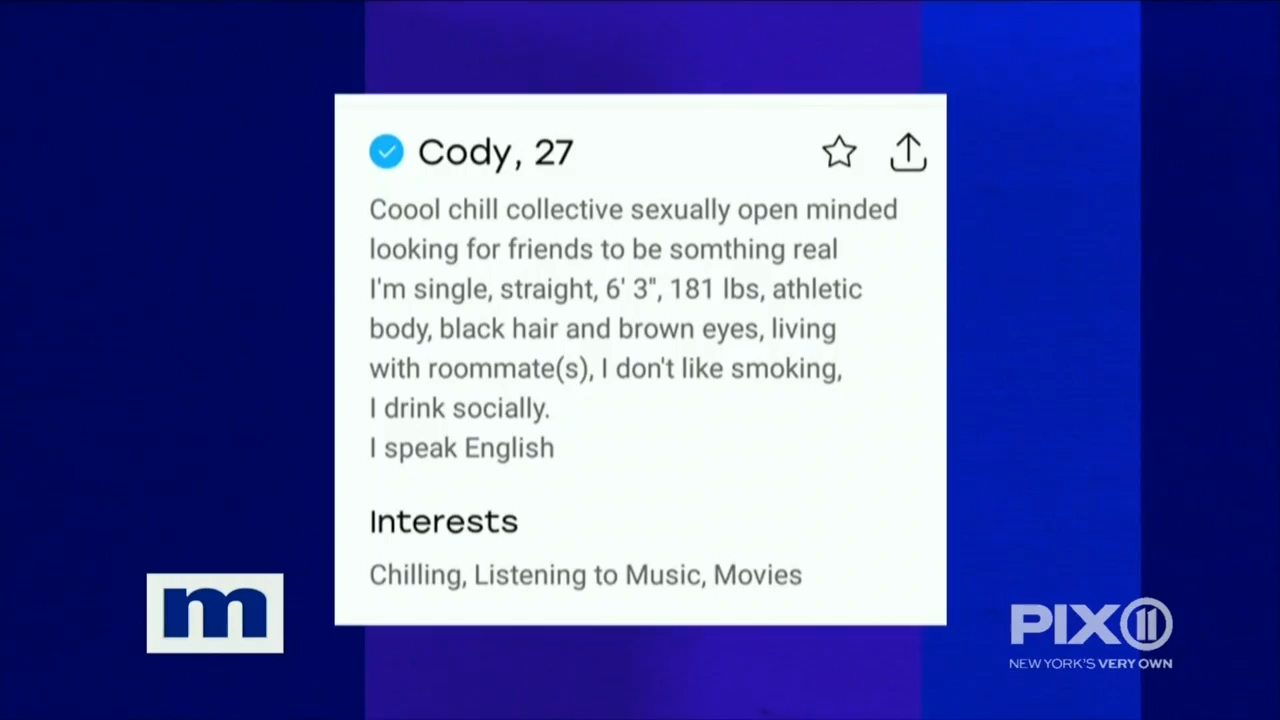 Cody, 27
Coool chill collective sexually open minded
looking for friends to be somthing real
I'm single, straight, 6' 3", 181 lbs, athletic
body, black hair and brown eyes, living
with roommate(s), I don't like smoking,
I drink socially.
I speak English
Interests
Chilling, Listening to Music, Movies
m
PIX11
NEW YORK'S VERY OWN